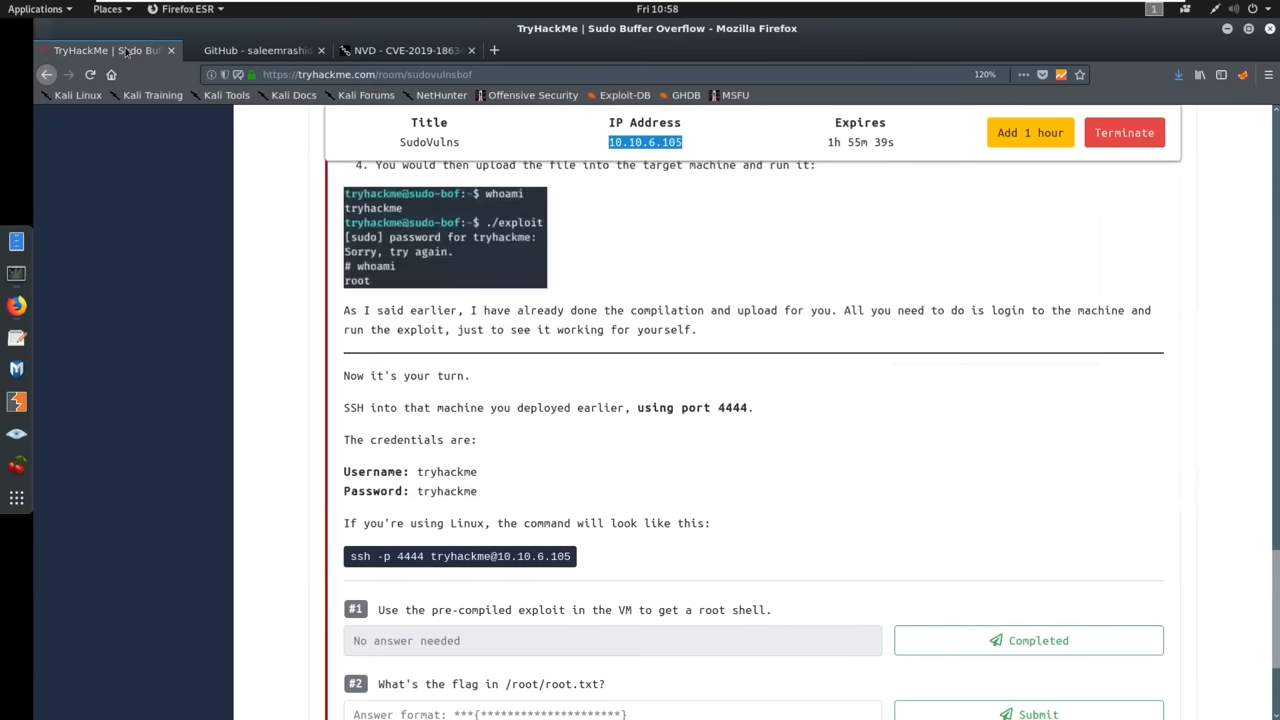 Applications
Places
Firefox ESR
Fri 10:58
1
TryHackMe | Sudo Buffer Overflow - Mozilla Firefox
TryHackMe | Sudo Buf
GitHub - saleemrashid
NVD - CVE-2019-1863
https://tryhackme.com/room/sudovulnsbof
120%
Kali Linux
Kali Training
Kali Tools
Kali Docs
Kali Forums
NetHunter
Offensive Security
Exploit-DB
GHDB
MSFU
Title
IP Address
Expires
SudoVulns
10.10.6.105
1h 55m 39s
Add 1 hour
Terminate
4. You would then upload the file into the target machine and run it:
tryhackme@sudo-bof:~$ whoami
tryhackme
tryhackme@sudo-bof:~$ ./exploit
[sudo] password for tryhackme:
Sorry, try again.
# whoami
root
As I said earlier, I have already done the compilation and upload for you. All you need to do is login to the machine and
run the exploit, just to see it working for yourself.
Now it's your turn.
SSH into that machine you deployed earlier, using port 4444.
The credentials are:
Username: tryhackme
Password: tryhackme
If you're using Linux, the command will look like this:
ssh -p 4444 tryhackme@10.10.6.105
#1 Use the pre-compiled exploit in the VM to get a root shell.
No answer needed
Completed
#2 What's the flag in /root/root.txt?
Answer format: ***{*********************}
Submit